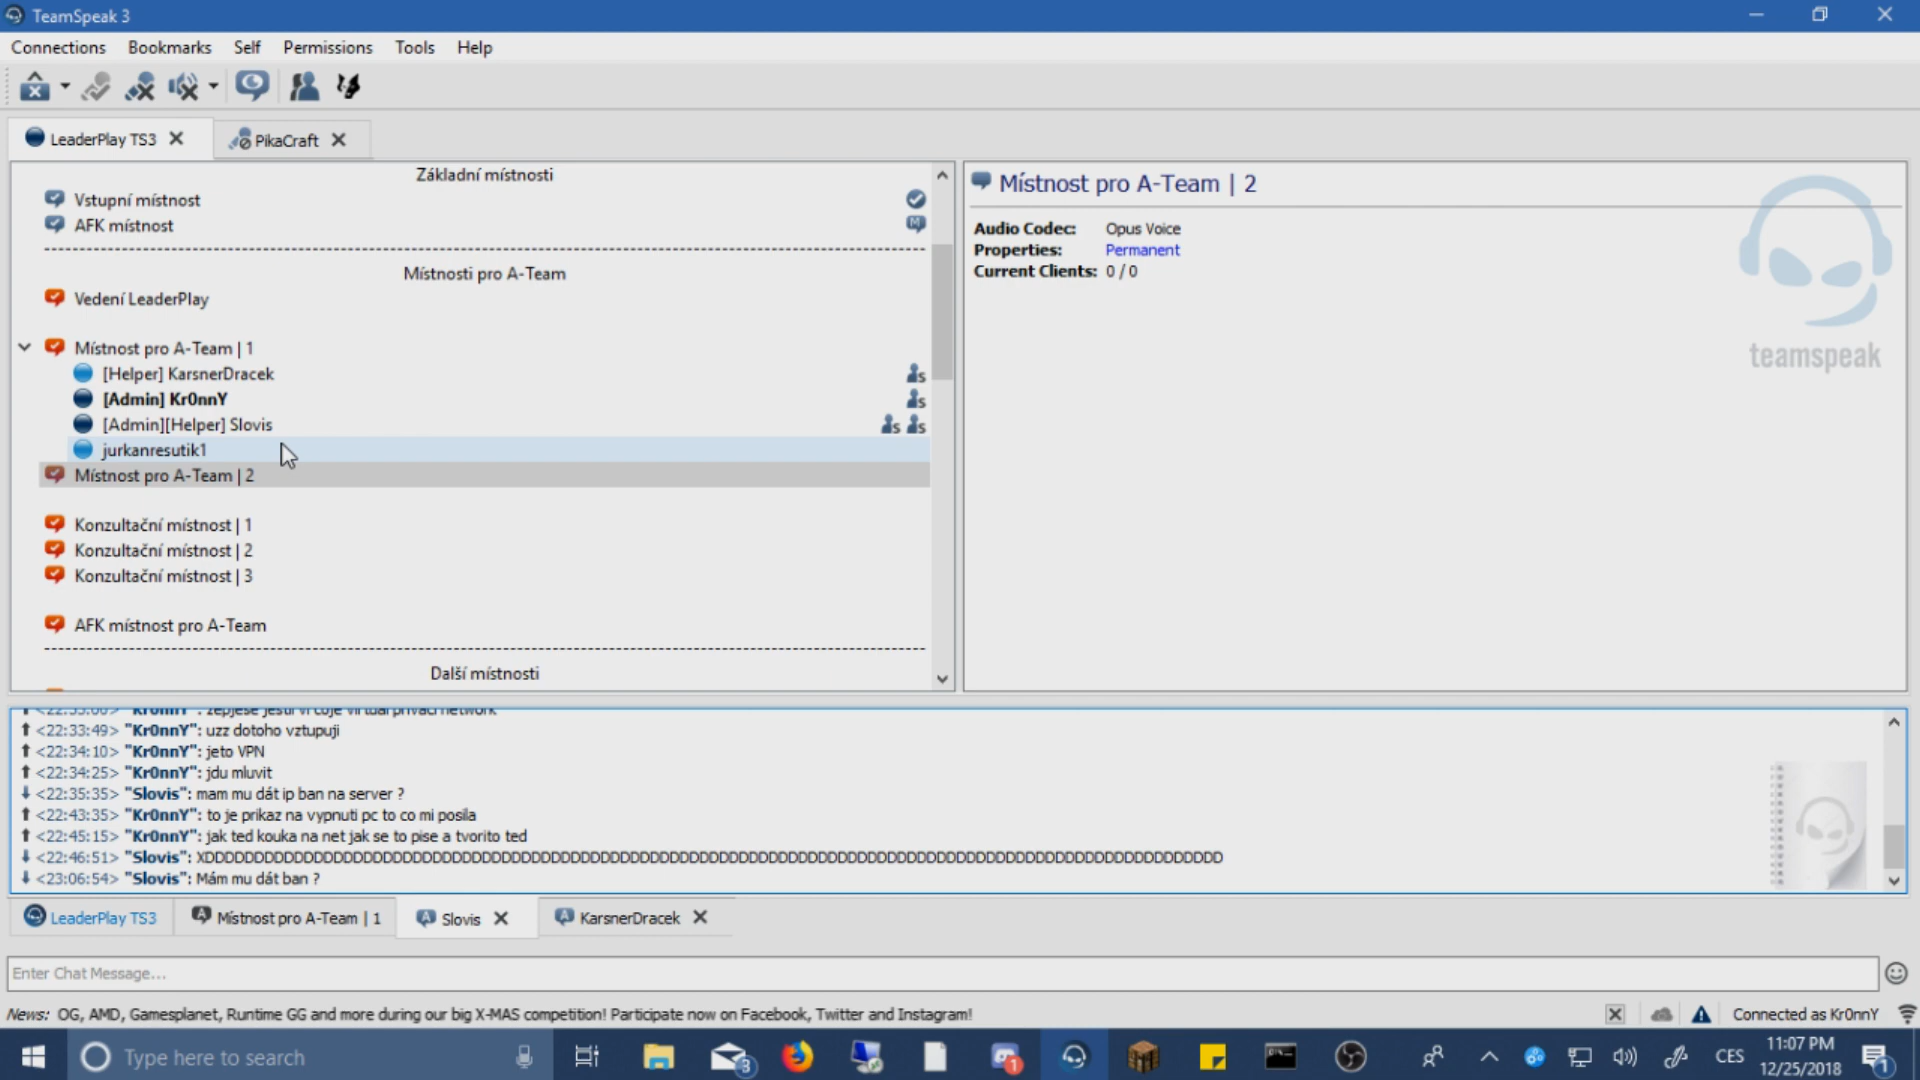 TeamSpeak 3
Connections Bookmarks Self Permissions Tools Help
LeaderPlay TS3 PikaCraft
Základní místnosti
Vstupní místnost
AFK místnost
Místnosti pro A-Team
Vedení LeaderPlay
Místnost pro A-Team | 1
[Helper] KarsnerDracek
[Admin] Kr0nnY
[Admin][Helper] Slovis
jurkanresutik1
Místnost pro A-Team | 2
Konzultační místnost | 1
Konzultační místnost | 2
Konzultační místnost | 3
AFK místnost pro A-Team
Další místnosti
Místnost pro A-Team | 2
Audio Codec: Opus Voice
Properties: Permanent
Current Clients: 0 / 0
teamspeak
"Kr0nnY": virtual privaci network
<22:33:49> "Kr0nnY": uzz dotoho vztupuji
<22:34:10> "Kr0nnY": jeto VPN
<22:34:25> "Kr0nnY": jdu mluvit
<22:35:35> "Slovis": mam mu dát ip ban na server ?
<22:43:35> "Kr0nnY": to je prikaz na vypnuti pc to co mi posila
<22:45:15> "Kr0nnY": jak ted kouka na net jak se to pise a tvorito ted
<22:46:51> "Slovis": XDDDDDDDDDDDDDDDDDDDDDDDDDDDDDDDDDDDDDDDDDDDDDDDDDDDDDDDDDDDDDDDDDDDDDDDDDDDDDDDDDDDDDDDDDDDDDDDDDDDDDDD
<23:06:54> "Slovis": Mám mu dát ban ?
LeaderPlay TS3 Místnost pro A-Team | 1 Slovis KarsnerDracek
Enter Chat Message...
News: OG, AMD, Gamesplanet, Runtime GG and more during our big X-MAS competition! Participate now on Facebook, Twitter and Instagram! Connected as Kr0nnY
Type here to search 3 1 CES 11:07 PM
12/25/2018 1